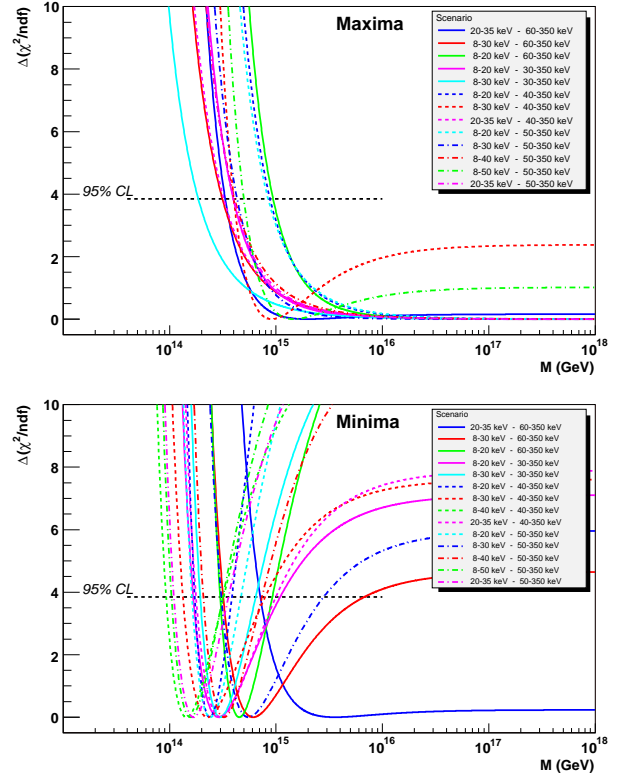 Δ(χ²/ndf)
10
8
6
4
2
0
Maxima
95% CL
Scenario
20-35 keV - 60-350 keV
8-30 keV - 60-350 keV
8-20 keV - 60-350 keV
8-20 keV - 30-350 keV
8-30 keV - 30-350 keV
8-20 keV - 40-350 keV
8-30 keV - 40-350 keV
20-35 keV - 40-350 keV
8-20 keV - 50-350 keV
8-30 keV - 50-350 keV
8-40 keV - 50-350 keV
8-50 keV - 50-350 keV
20-35 keV - 50-350 keV
10¹⁴ 10¹⁵ 10¹⁶ 10¹⁷ 10¹⁸
M (GeV)
Δ(χ²/ndf)
10
8
6
4
2
0
Minima
95% CL
Scenario
20-35 keV - 60-350 keV
8-30 keV - 60-350 keV
8-20 keV - 60-350 keV
8-20 keV - 30-350 keV
8-30 keV - 30-350 keV
8-20 keV - 40-350 keV
8-30 keV - 40-350 keV
8-40 keV - 40-350 keV
20-35 keV - 40-350 keV
8-20 keV - 50-350 keV
8-30 keV - 50-350 keV
8-40 keV - 50-350 keV
8-50 keV - 50-350 keV
20-35 keV - 50-350 keV
10¹⁴ 10¹⁵ 10¹⁶ 10¹⁷ 10¹⁸
M (GeV)